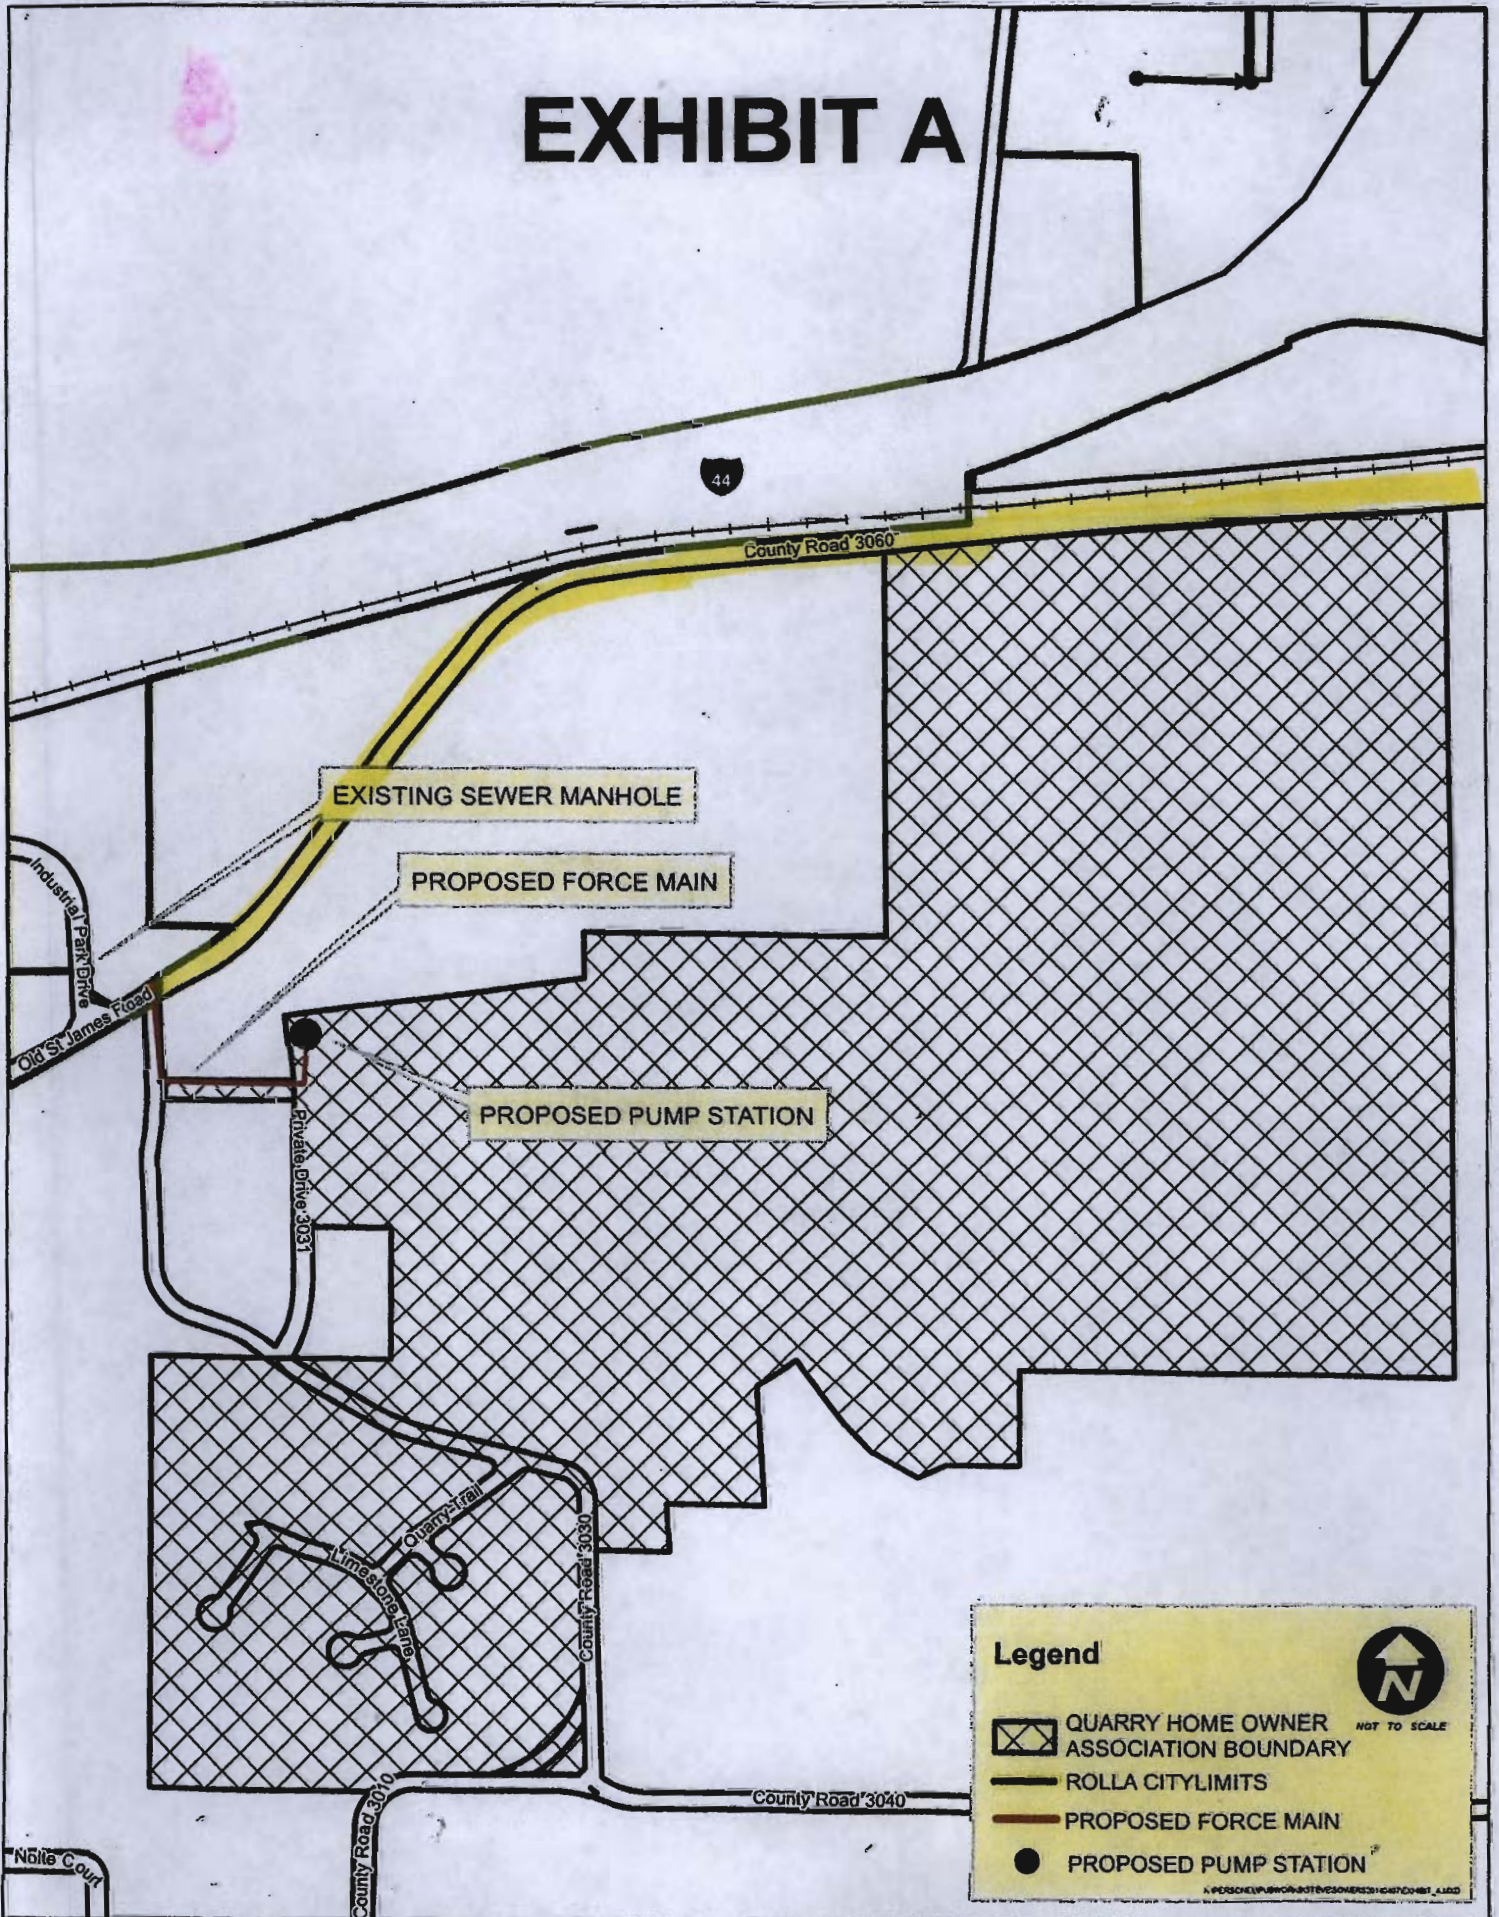 EXHIBIT A
44
County Road 3060
EXISTING SEWER MANHOLE
PROPOSED FORCE MAIN
Industrial Park Drive
Old St James Road
PROPOSED PUMP STATION
Private Drive 3031
Quarry Trail
Limestone Lane
County Road 3030
County Road 3010
County Road 3040
Nolte Court
Legend
N
NOT TO SCALE
QUARRY HOME OWNER
ASSOCIATION BOUNDARY
ROLLA CITYLIMITS
PROPOSED FORCE MAIN
PROPOSED PUMP STATION